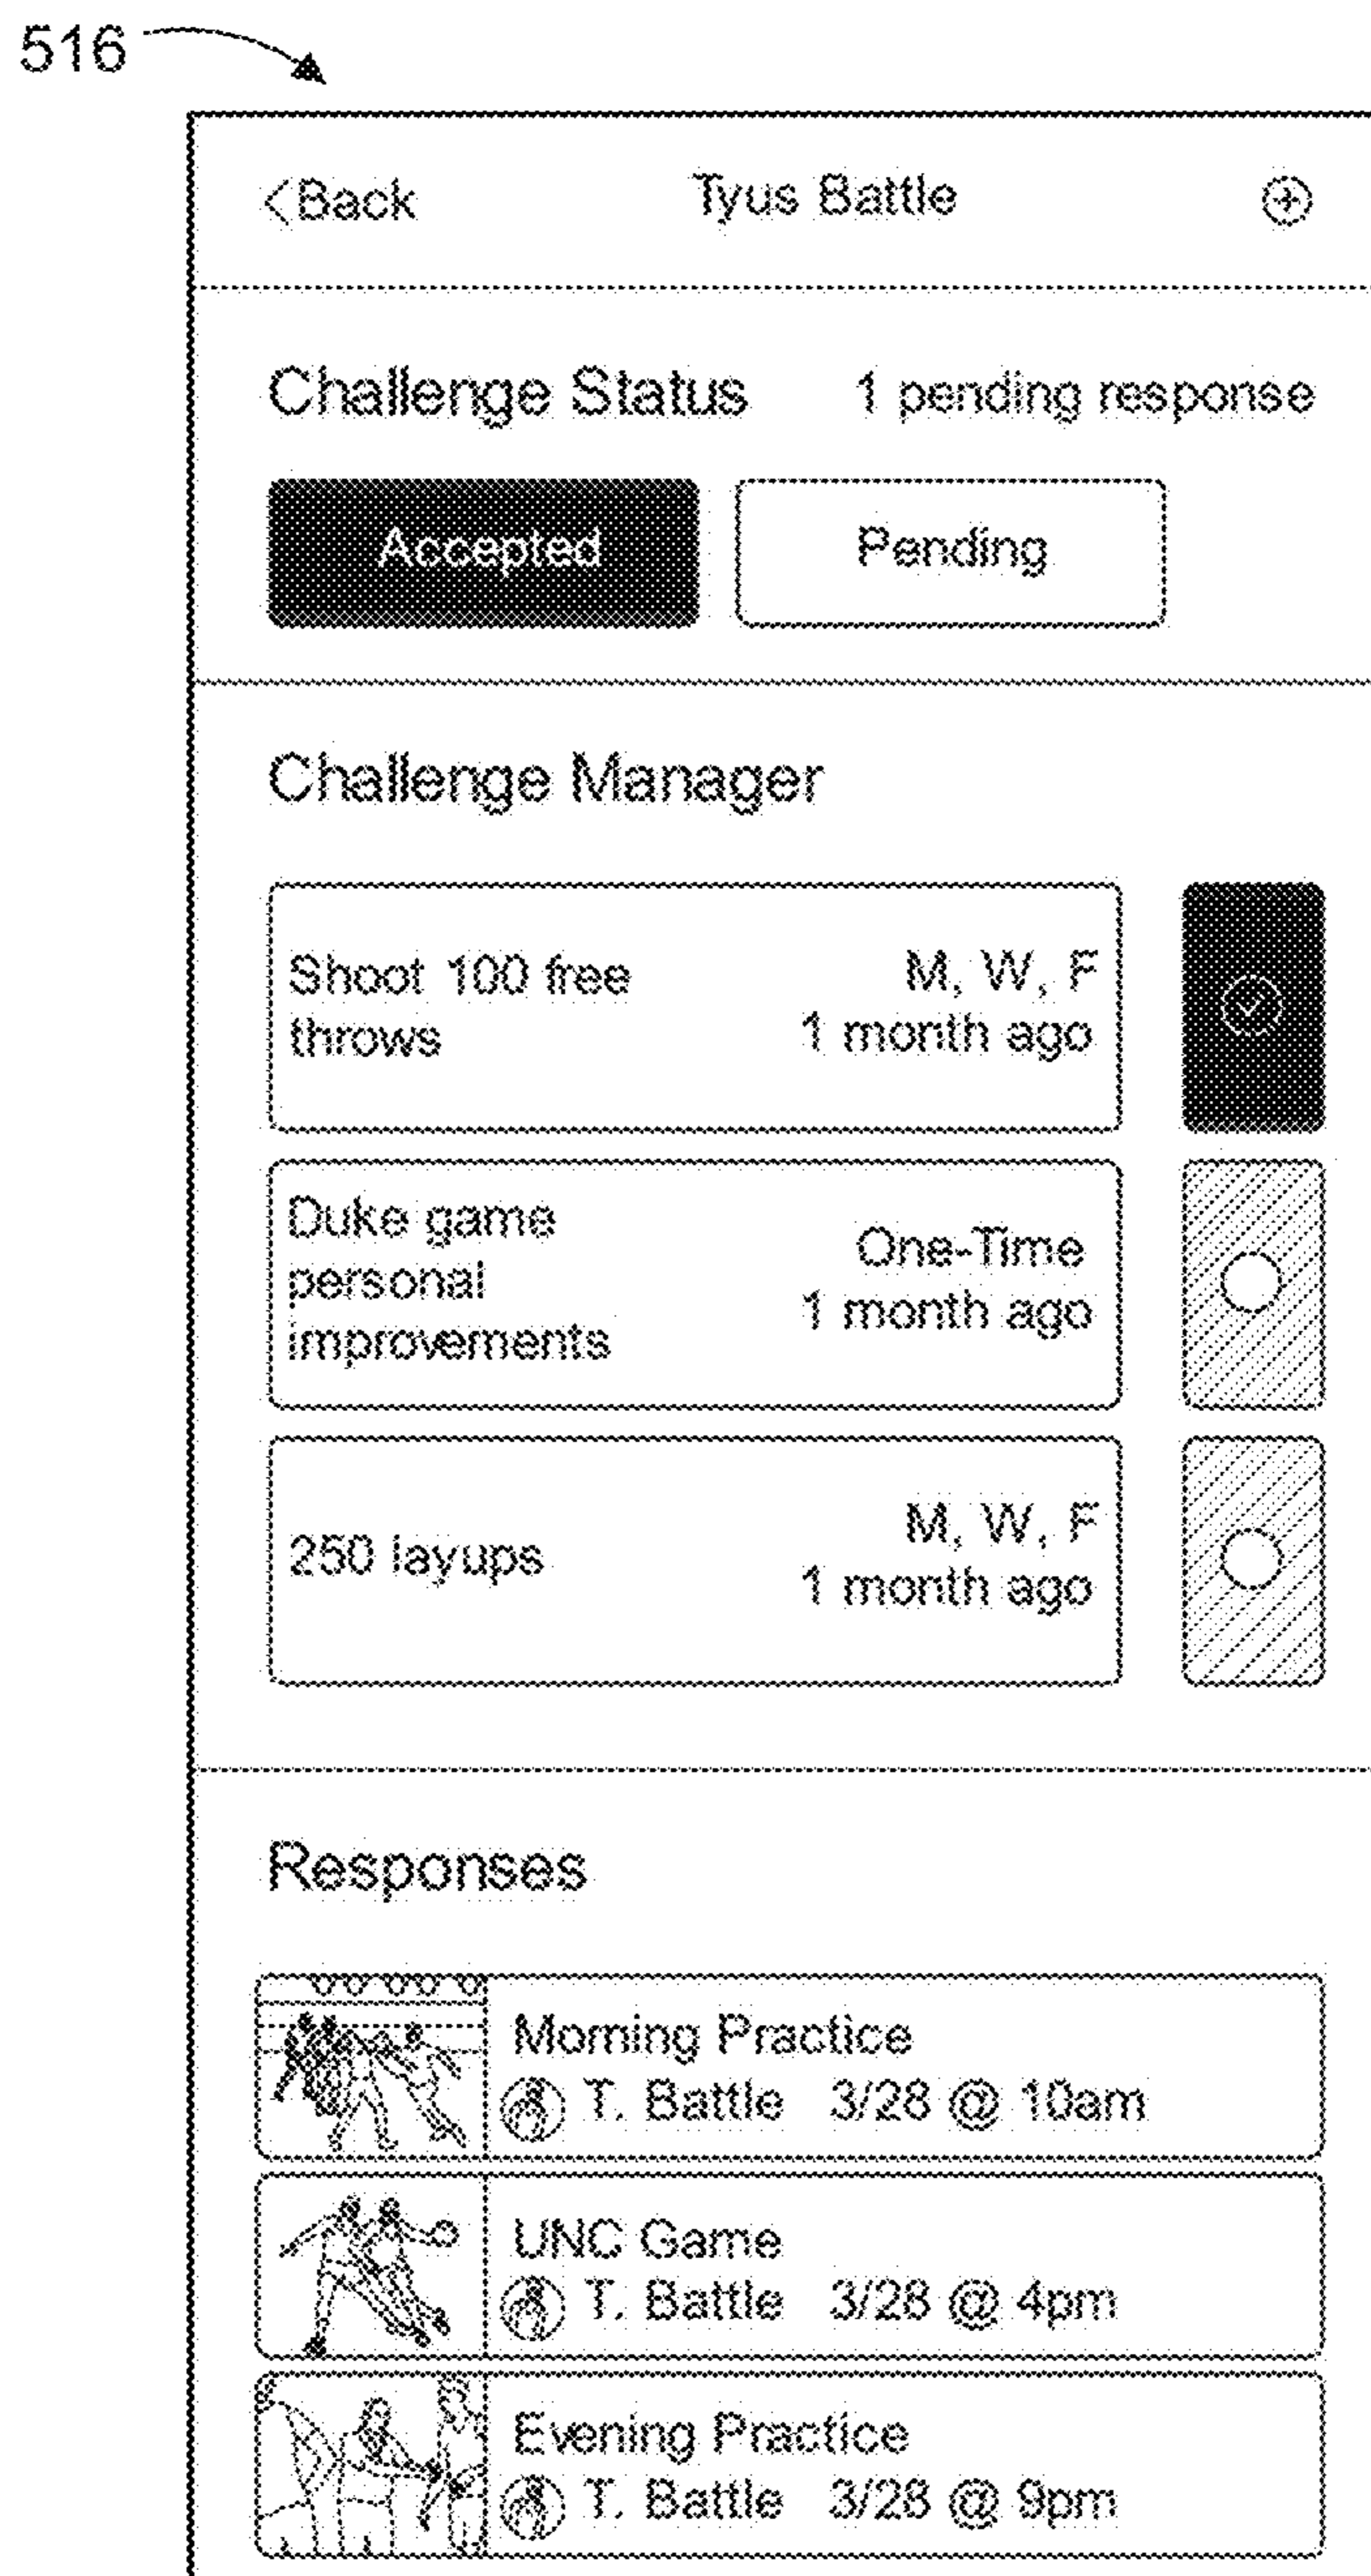 516
<Back Tyus Battle
Challenge Status 1 pending response
Accepted Pending
Challenge Manager
Shoot 100 free
throws
M, W, F
1 month ago
Duke game
personal
improvements
One-Time
1 month ago
250 layups
M, W, F
1 month ago
Responses
Morning Practice
T. Battle 3/28 @ 10am
UNC Game
T. Battle 3/28 @ 4pm
Evening Practice
T. Battle 3/28 @ 9pm